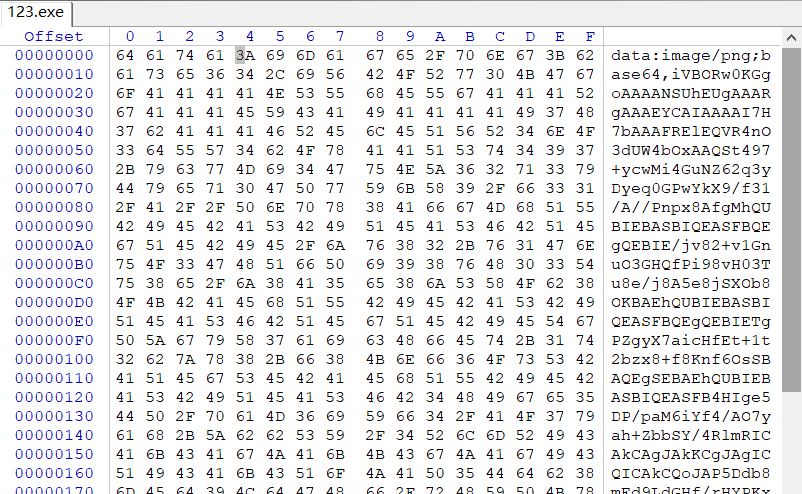 123.exe
Offset 0 1 2 3 4 5 6 7 8 9 A B C D E F
00000000 64 61 74 61 3A 69 6D 61 67 65 2F 70 6E 67 3B 62 data:image/png;b
00000010 61 73 65 36 34 2C 69 56 42 4F 52 77 30 4B 47 67 ase64,iVBORw0KGg
00000020 6F 41 41 41 41 4E 53 55 68 45 55 67 41 41 41 52 oAAAANSUhEUgAAAR
00000030 67 41 41 41 45 59 43 41 49 41 41 41 41 49 37 48 gAAAEYCAIAAAAI7H
00000040 37 62 41 41 41 46 52 45 6C 45 51 56 52 34 6E 4F 7bAAAFRElEQVR4nO
00000050 33 64 55 57 34 62 4F 78 41 41 51 53 74 34 39 37 3dUW4bOxAAQSt497
00000060 2B 79 63 77 4D 69 34 47 75 4E 5A 36 32 71 33 79 +ycwMi4GuNZ62q3y
00000070 44 79 65 71 30 47 50 77 59 6B 58 39 2F 66 33 31 Dyeq0GPwYkX9/f31
00000080 2F 41 2F 2F 50 6E 70 78 38 41 66 67 4D 68 51 55 /A//Pnpx8AfgMhQU
00000090 42 49 45 42 41 53 42 49 51 45 41 53 46 42 51 45 BIEBASBIQEASFBQE
000000A0 67 51 45 42 49 45 2F 6A 76 38 32 2B 76 31 47 6E gQEBIE/jv82+v1Gn
000000B0 75 4F 33 47 48 51 66 50 69 39 38 76 48 30 33 54 uO3GHQfPi98vH03T
000000C0 75 38 65 2F 6A 38 41 35 65 38 6A 53 58 4F 62 38 u8e/j8A5e8jSXOb8
000000D0 4F 4B 42 41 45 68 51 55 42 49 45 42 41 53 42 49 OKBAEhQUBIEBASBI
000000E0 51 45 41 53 46 42 51 45 67 51 45 42 49 45 54 67 QEASFBQEgQEBIETg
000000F0 50 5A 67 79 58 37 61 69 63 48 66 45 74 2B 31 74 PZgyX7aicHfEt+1t
00000100 32 62 7A 78 38 2B 66 38 4B 6E 66 36 4F 73 53 42 2bzx8+f8Knf6OsSB
00000110 41 51 45 67 53 45 42 41 45 68 51 55 42 49 45 42 AQEgSEBAEhQUBIEB
00000120 41 53 42 49 51 45 41 53 46 42 34 48 49 67 65 35 ASBIQEASFB4HIge5
00000130 44 50 2F 70 61 4D 36 69 59 66 34 2F 41 4F 37 79 DP/paM6iYf4/AO7y
00000140 61 68 2B 5A 62 62 53 59 2F 34 52 6C 6D 52 49 43 ah+ZbbSY/4RlmRIC
00000150 41 6B 43 41 67 4A 41 6B 4B 43 67 4A 41 67 49 43 AkCAgJAkKCgJAgIC
00000160 51 49 43 41 6B 43 51 6F 4A 41 50 35 44 64 62 38 QICAkCQoJAP5Ddb8